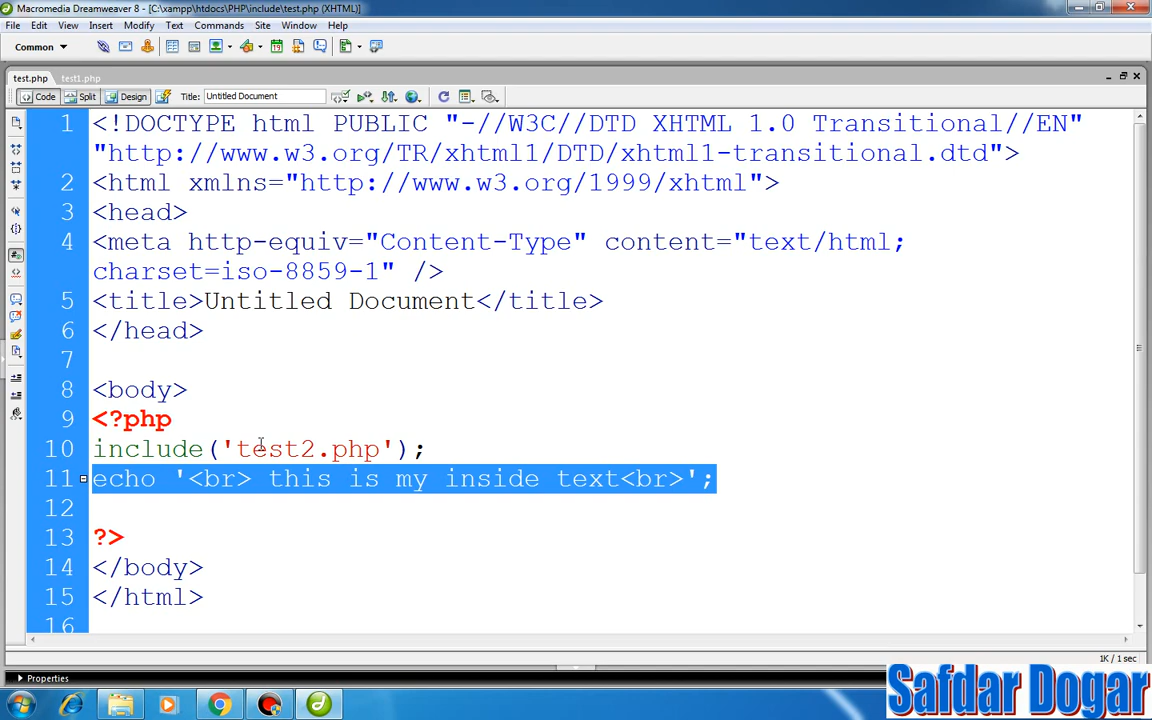 Macromedia Dreamweaver 8 - [C:\xampp\htdocs\PHP\include\test.php (XHTML)]
File Edit View Insert Modify Text Commands Site Window Help
Common
test.php test1.php
Code Split Design Title: Untitled Document
1 <!DOCTYPE html PUBLIC "-//W3C//DTD XHTML 1.0 Transitional//EN"
"http://www.w3.org/TR/xhtml1/DTD/xhtml1-transitional.dtd">
2 <html xmlns="http://www.w3.org/1999/xhtml">
3 <head>
4 <meta http-equiv="Content-Type" content="text/html;
charset=iso-8859-1" />
5 <title>Untitled Document</title>
6 </head>
7
8 <body>
9 <?php
10 include('test2.php');
11 echo '<br> this is my inside text<br>';
12
13 ?>
14 </body>
15 </html>
16
1K / 1 sec
Properties
Safdar Dogar